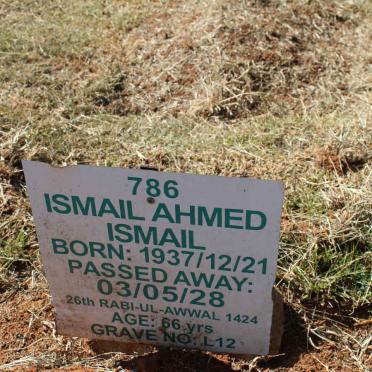 786
ISMAIL AHMED
ISMAIL
BORN: 1937/12/21
PASSED AWAY:
03/05/28
26th RABI-UL-AWWAL 1424
AGE: 66 yrs
GRAVE NO: L12